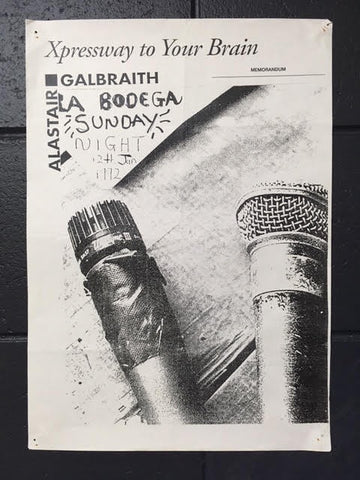 Xpressway to Your Brain
MEMORANDUM
ALASTAIR
GALBRAITH
LA BODEGA
SUNDAY
NIGHT
12th Jan
1992